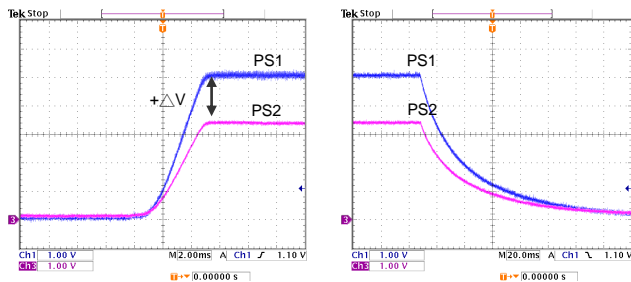 Tek Stop
T
T
PS1
+△V
PS2
3
Ch1 1.00 V M 2.00ms A Ch1 1.10 V
Ch3 1.00 V
T 0.00000 s
Tek Stop
T
T
PS1
PS2
3
Ch1 1.00 V M 20.0ms A Ch1 1.10 V
Ch3 1.00 V
T 0.00000 s